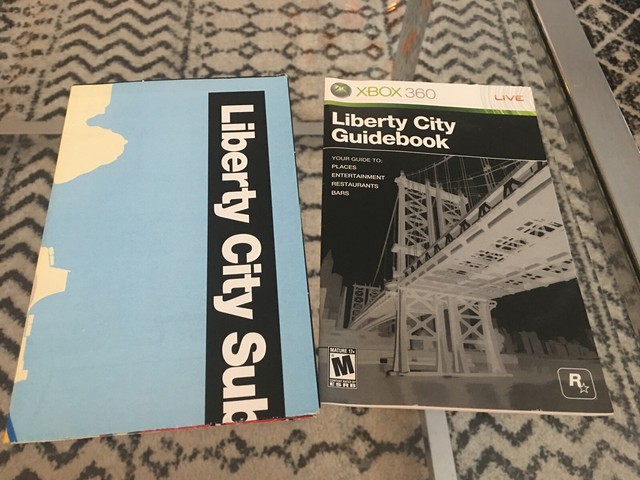 Liberty City Sub
XBOX 360
LIVE
Liberty City
Guidebook
YOUR GUIDE TO:
PLACES
ENTERTAINMENT
RESTAURANTS
BARS
MATURE 17+
M
ESRB
R